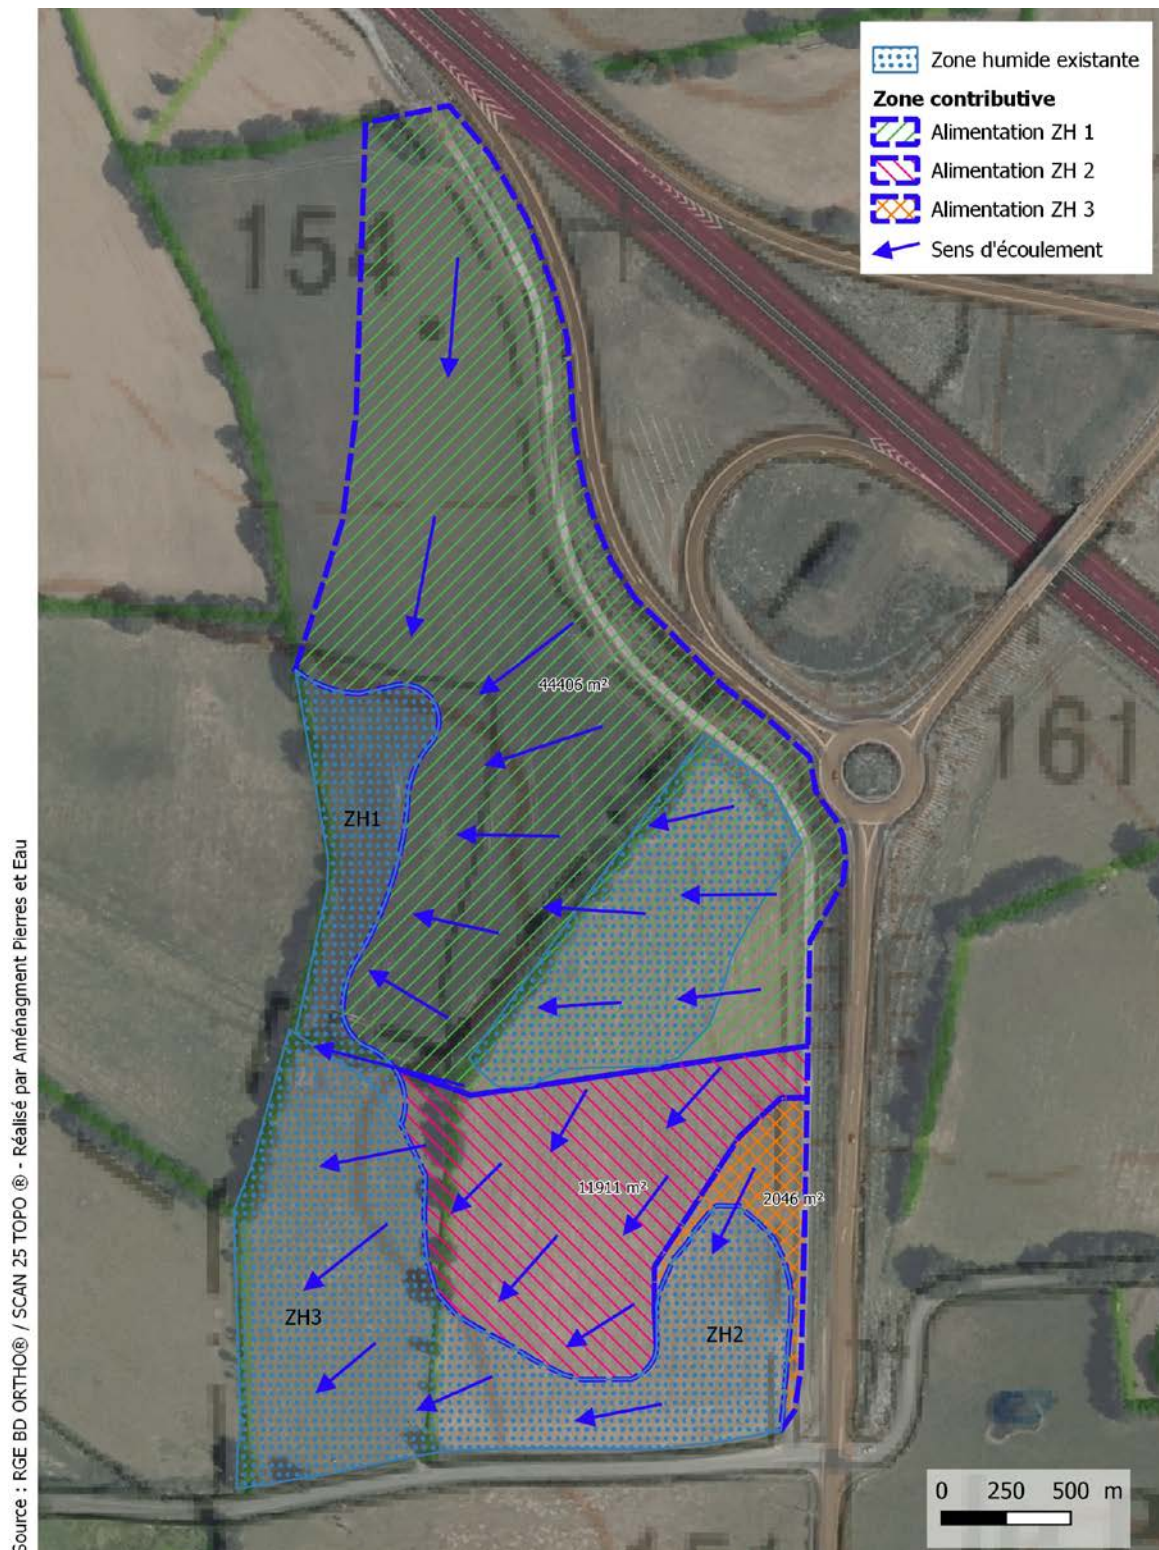 Zone humide existante
Zone contributive
Alimentation ZH 1
Alimentation ZH 2
Alimentation ZH 3
Sens d'écoulement
154
161
44406 m²
ZH1
11911 m²
2046 m²
ZH3
ZH2
0 250 500 m
Source : RGE BD ORTHO® / SCAN 25 TOPO ® - Réalisé par Aménagment Pierres et Eau